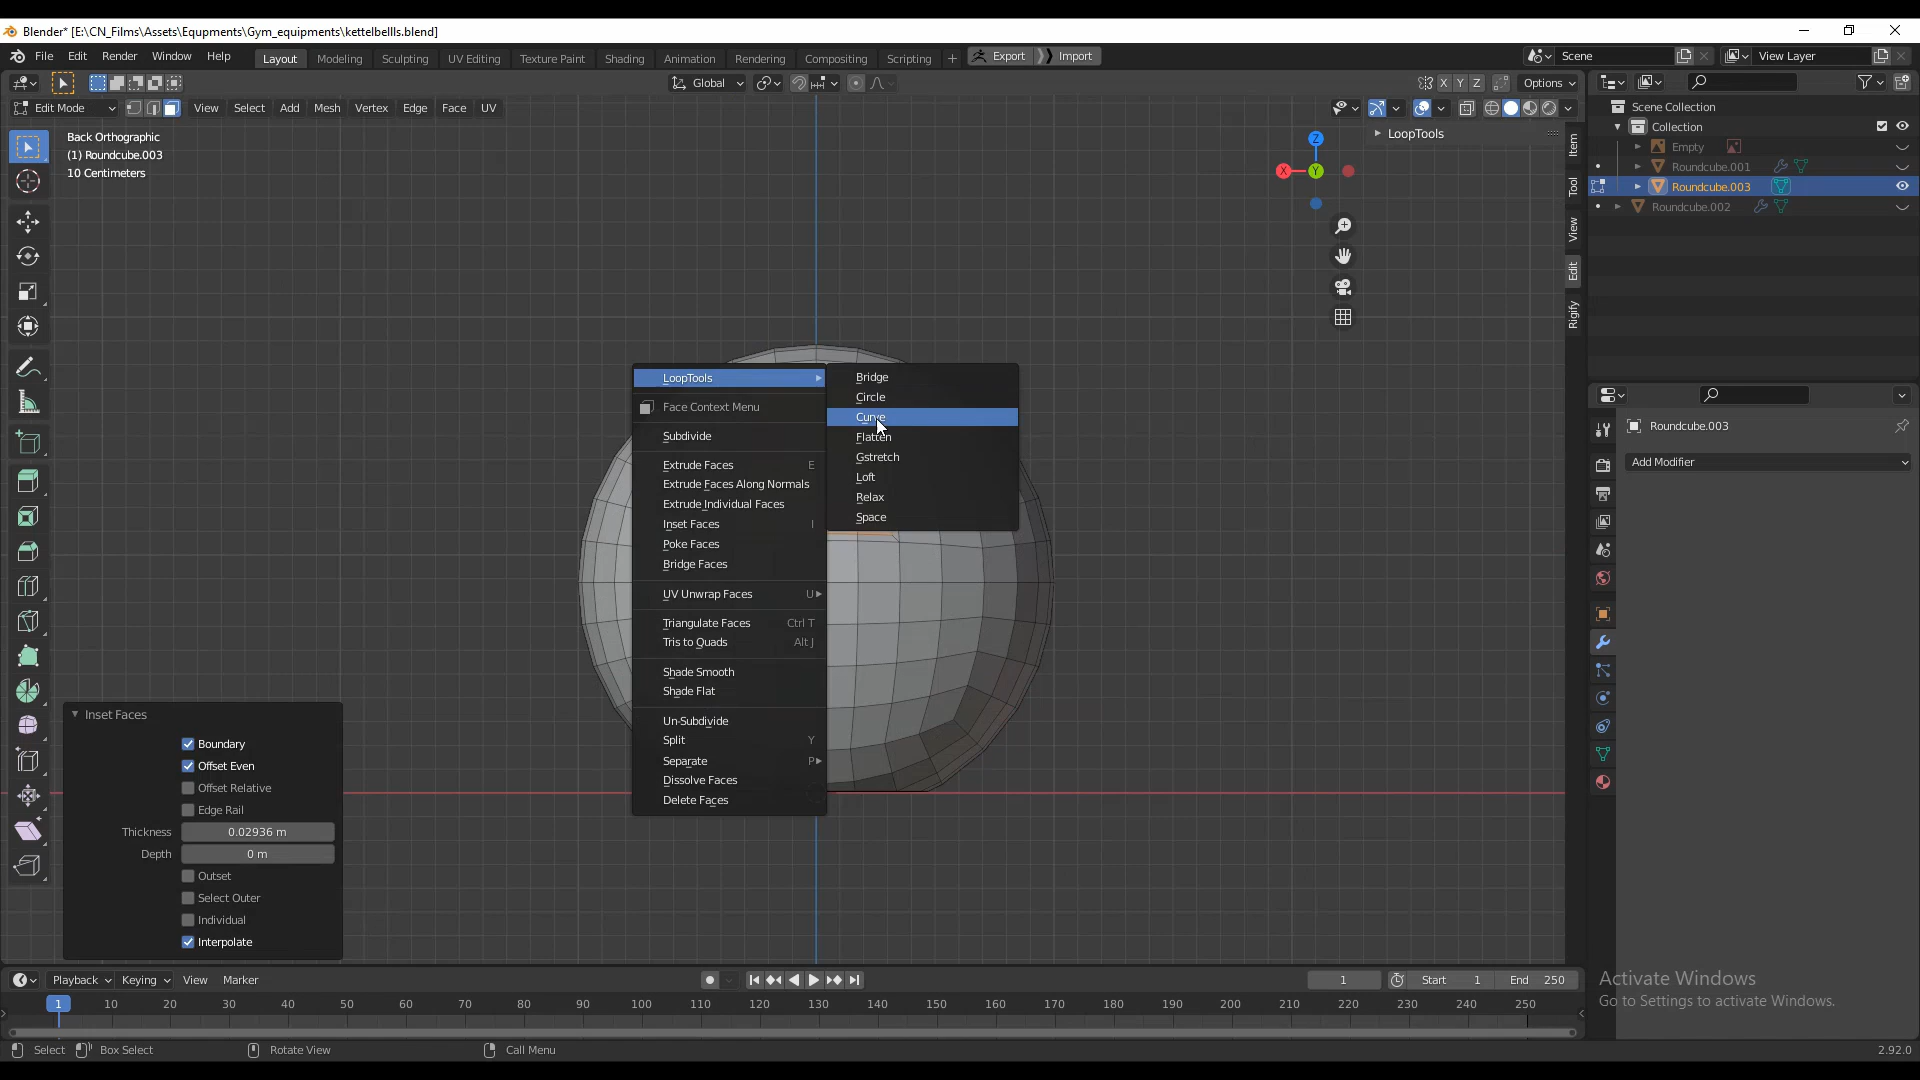 Blender* [E:\CN_Films\Assets\Equpments\Gym_equipments\kettelbellls.blend]
File Edit Render Window Help Layout Modeling Sculpting UV Editing Texture Paint Shading Animation Rendering Compositing Scripting + Export Import Scene View Layer
Global X Y Z Options
Edit Mode View Select Add Mesh Vertex Edge Face UV
Back Orthographic
(1) Roundcube.003
10 Centimeters
LoopTools
Z
X
Y
Item
Tool
View
Edit
Rigify
Scene Collection
Collection
Empty
Roundcube.001
Roundcube.003
Roundcube.002
Roundcube.003
Add Modifier
LoopTools
Face Context Menu
Subdivide
Extrude Faces E
Extrude Faces Along Normals
Extrude Individual Faces
Inset Faces I
Poke Faces
Bridge Faces
UV Unwrap Faces U
Triangulate Faces Ctrl T
Tris to Quads Alt J
Shade Smooth
Shade Flat
Un-Subdivide
Split Y
Separate P
Dissolve Faces
Delete Faces
Bridge
Circle
Curve
Flatten
Gstretch
Loft
Relax
Space
Inset Faces
Boundary
Offset Even
Offset Relative
Edge Rail
Thickness 0.02936 m
Depth 0 m
Outset
Select Outer
Individual
Interpolate
Playback Keying View Marker 1 Start 1 End 250
1 10 20 30 40 50 60 70 80 90 100 110 120 130 140 150 160 170 180 190 200 210 220 230 240 250
Activate Windows
Go to Settings to activate Windows.
Select Box Select Rotate View Call Menu 2.92.0